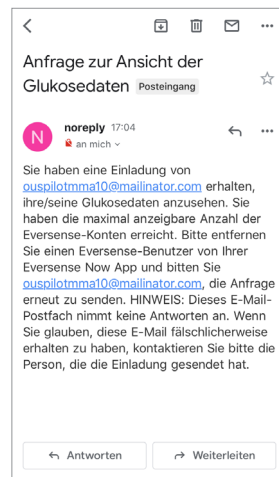 Anfrage zur Ansicht der
Glukosedaten Posteingang
N
noreply 17:04
an mich
Sie haben eine Einladung von
ouspilotmma10@mailinator.com erhalten,
ihre/seine Glukosedaten anzusehen. Sie
haben die maximal anzeigbare Anzahl der
Eversense-Konten erreicht. Bitte entfernen
Sie einen Eversense-Benutzer von Ihrer
Eversense Now App und bitten Sie
ouspilotmma10@mailinator.com, die Anfrage
erneut zu senden. HINWEIS: Dieses E-Mail-
Postfach nimmt keine Antworten an. Wenn
Sie glauben, diese E-Mail fälschlicherweise
erhalten zu haben, kontaktieren Sie bitte die
Person, die die Einladung gesendet hat.
Antworten
Weiterleiten